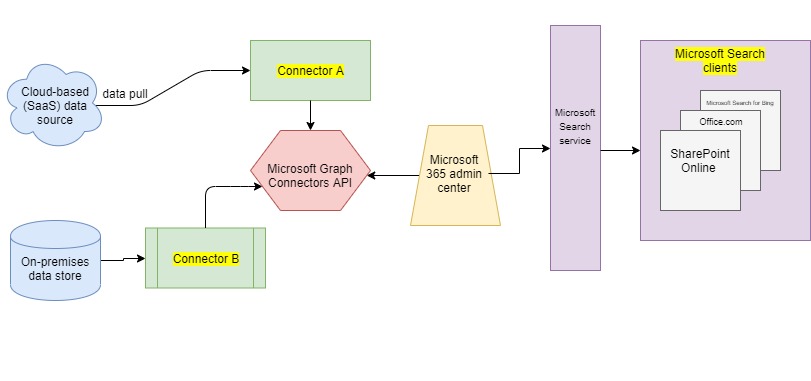 Cloud-based
(SaaS) data
source
data pull
Connector A
Microsoft Graph
Connectors API
On-premises
data store
Connector B
Microsoft
365 admin
center
Microsoft
Search
service
Microsoft Search
clients
Microsoft Search for Bing
Office.com
SharePoint
Online